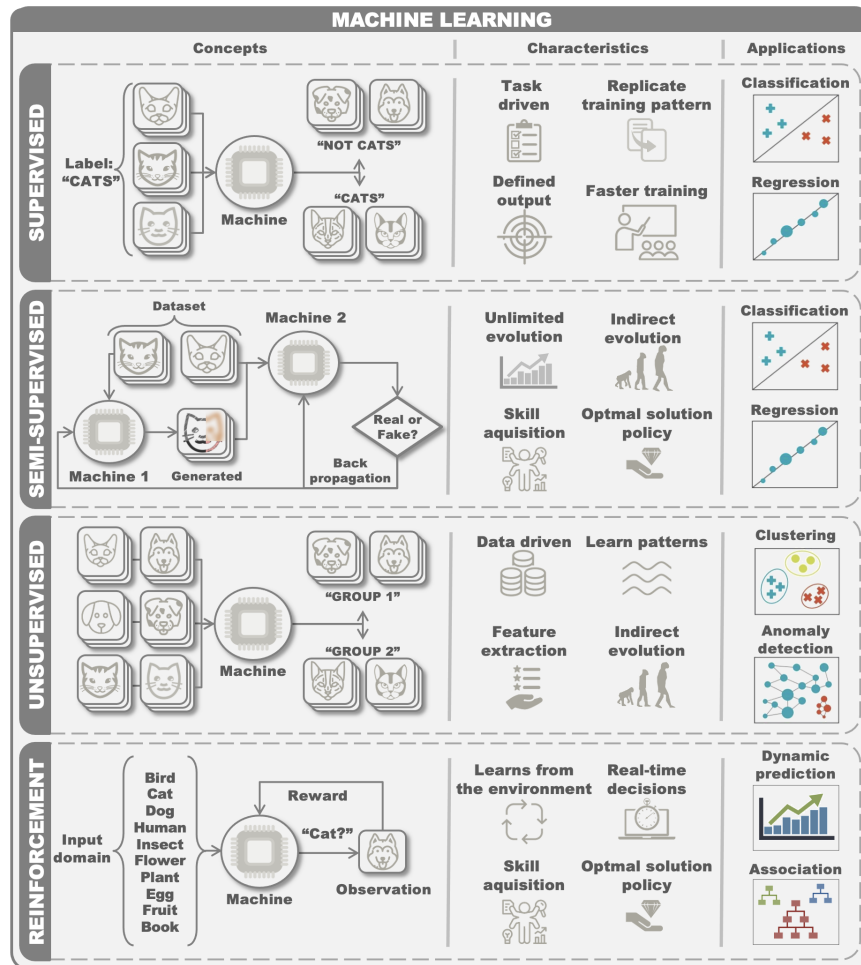 MACHINE LEARNING
Concepts
Characteristics
Applications
SUPERVISED
Label:
“CATS”
Machine
“NOT CATS”
“CATS”
Task
driven
Replicate
training pattern
Defined
output
Faster training
Classification
Regression
SEMI-SUPERVISED
Dataset
Machine 2
Machine 1
Generated
Real or
Fake?
Back
propagation
Unlimited
evolution
Indirect
evolution
Skill
aquisition
Optmal solution
policy
Classification
Regression
UNSUPERVISED
Machine
“GROUP 1”
“GROUP 2”
Data driven
Learn patterns
Feature
extraction
Indirect
evolution
Clustering
Anomaly
detection
REINFORCEMENT
Input
domain
Bird
Cat
Dog
Human
Insect
Flower
Plant
Egg
Fruit
Book
Machine
Reward
“Cat?”
Observation
Learns from
the environment
Real-time
decisions
Skill
aquisition
Optmal solution
policy
Dynamic
prediction
Association